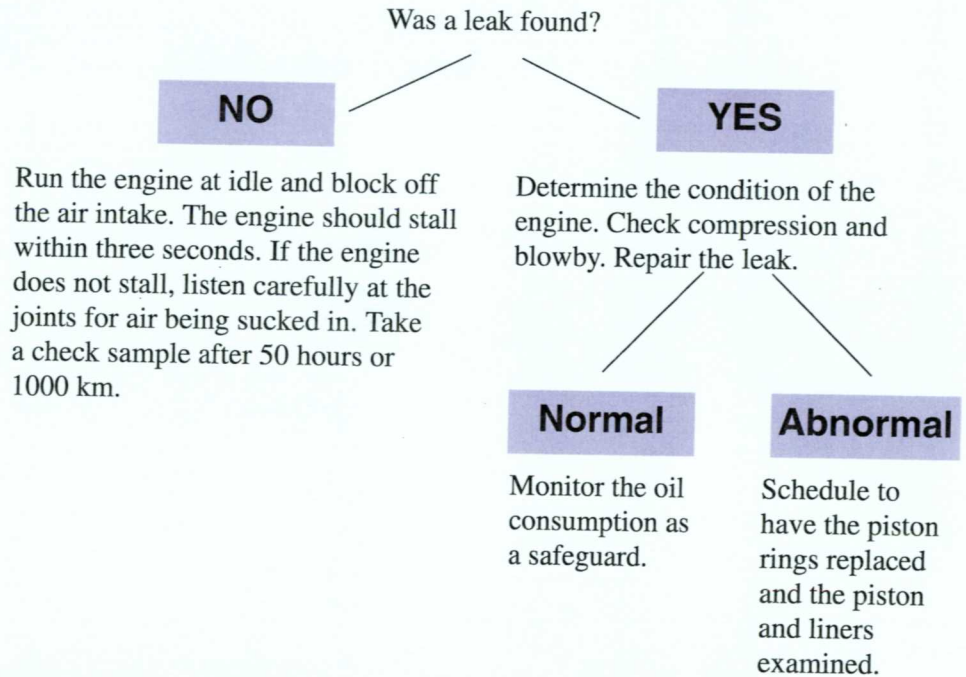 Was a leak found?
NO
Run the engine at idle and block off
the air intake. The engine should stall
within three seconds. If the engine
does not stall, listen carefully at the
joints for air being sucked in. Take
a check sample after 50 hours or
1000 km.
YES
Determine the condition of the
engine. Check compression and
blowby. Repair the leak.
Normal
Monitor the oil
consumption as
a safeguard.
Abnormal
Schedule to
have the piston
rings replaced
and the piston
and liners
examined.